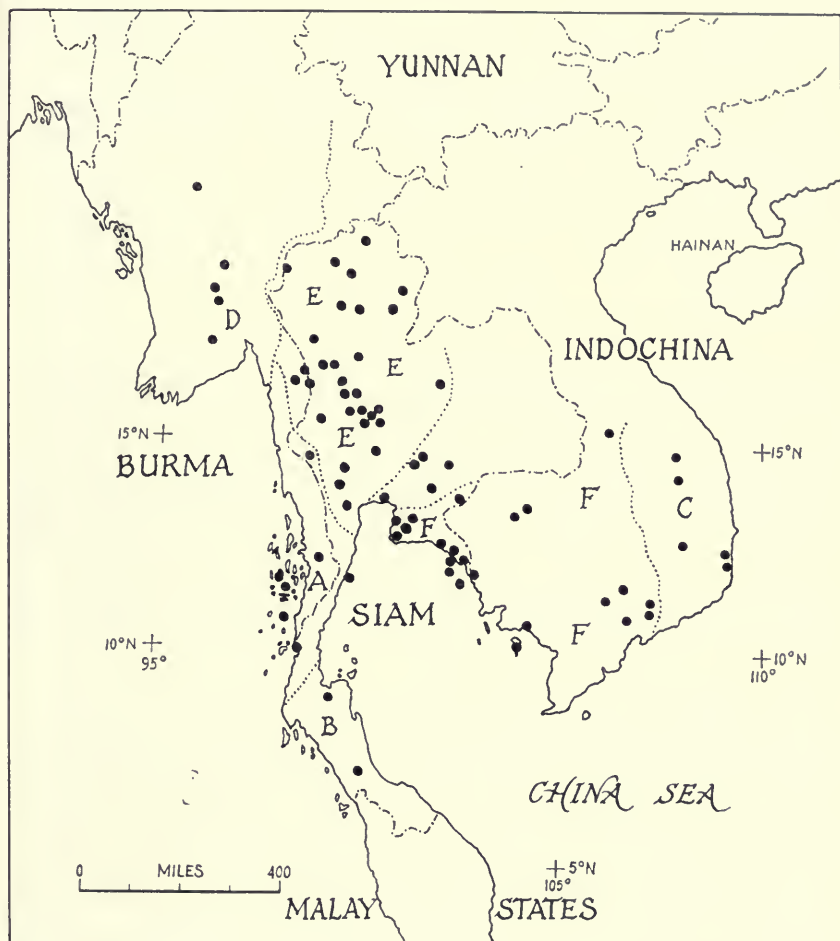 YUNNAN
HAINAN
E
D
E
INDOCHINA
15°N
E
15°N
BURMA
F
C
F
A
SIAM
F
10°N
95°
10°N
110°
B
CHINA SEA
0 MILES 400
5°N
105°
MALAY STATES